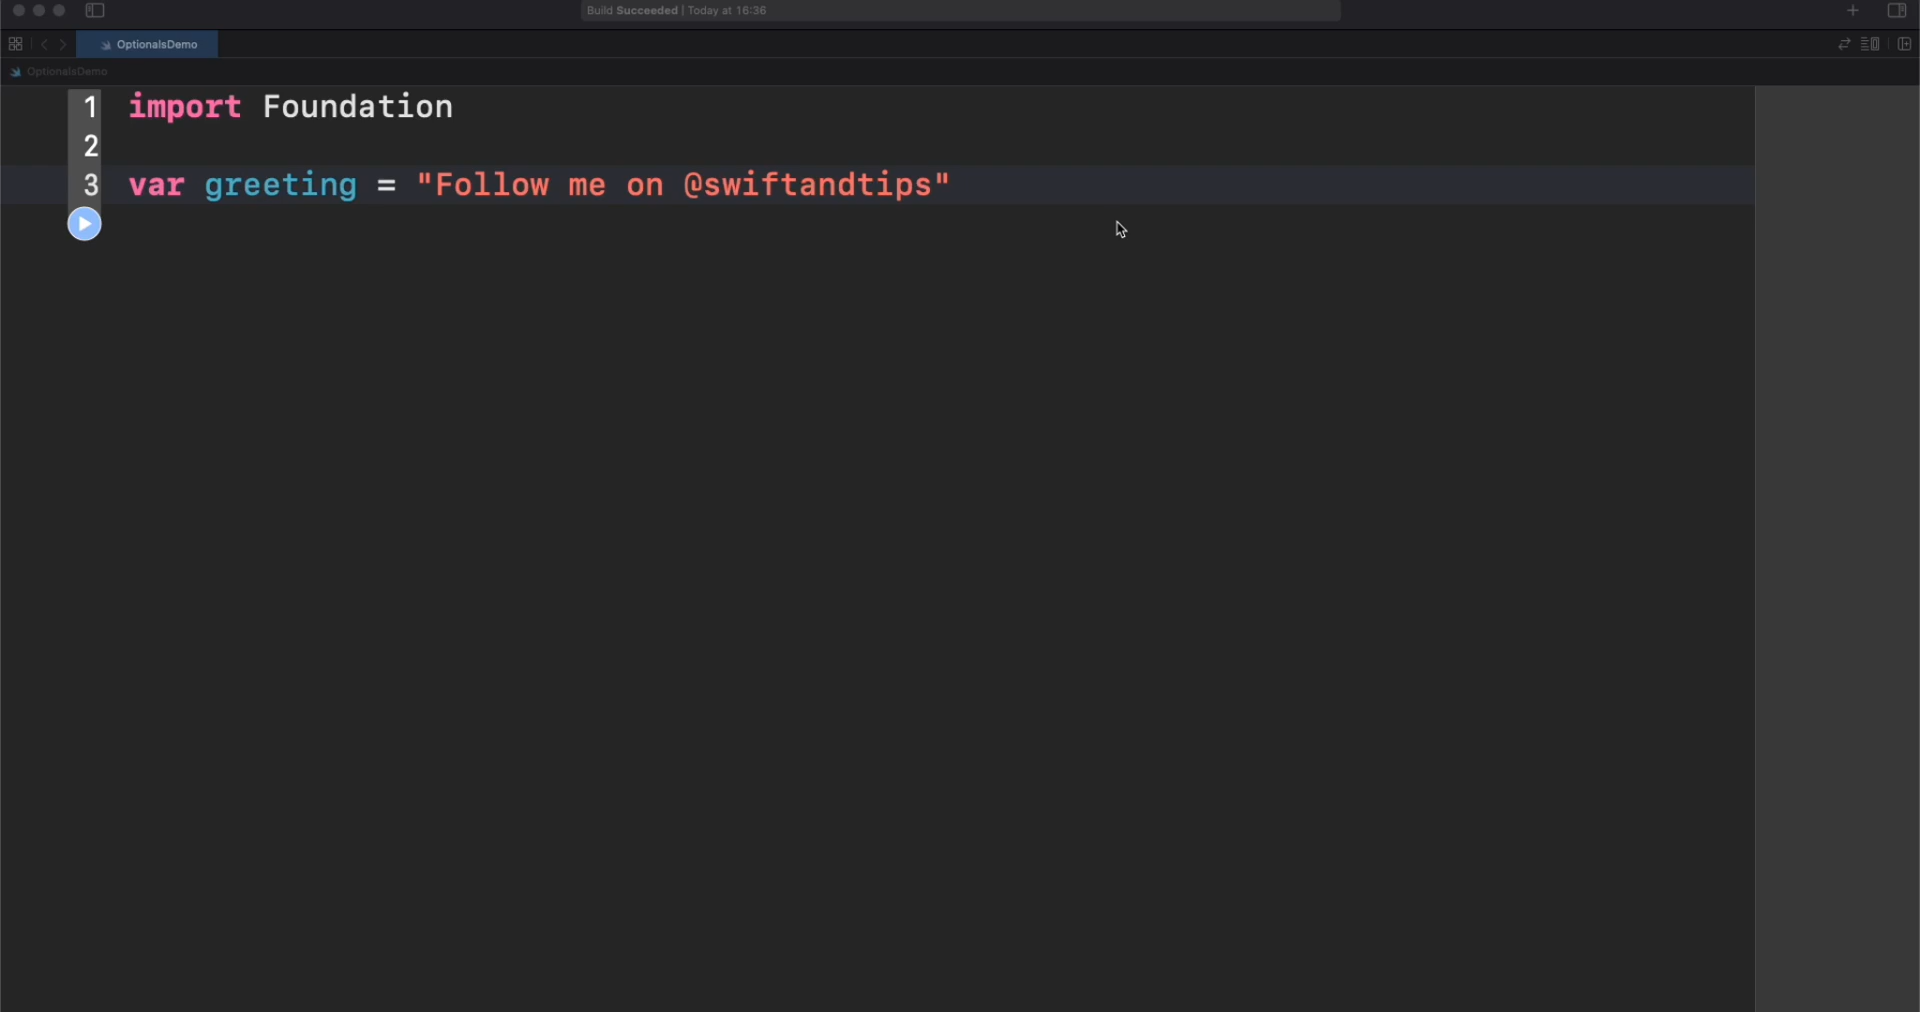 Build Succeeded | Today at 16:36
OptionalsDemo
OptionalsDemo
1 import Foundation
2
3 var greeting = "Follow me on @swiftandtips"